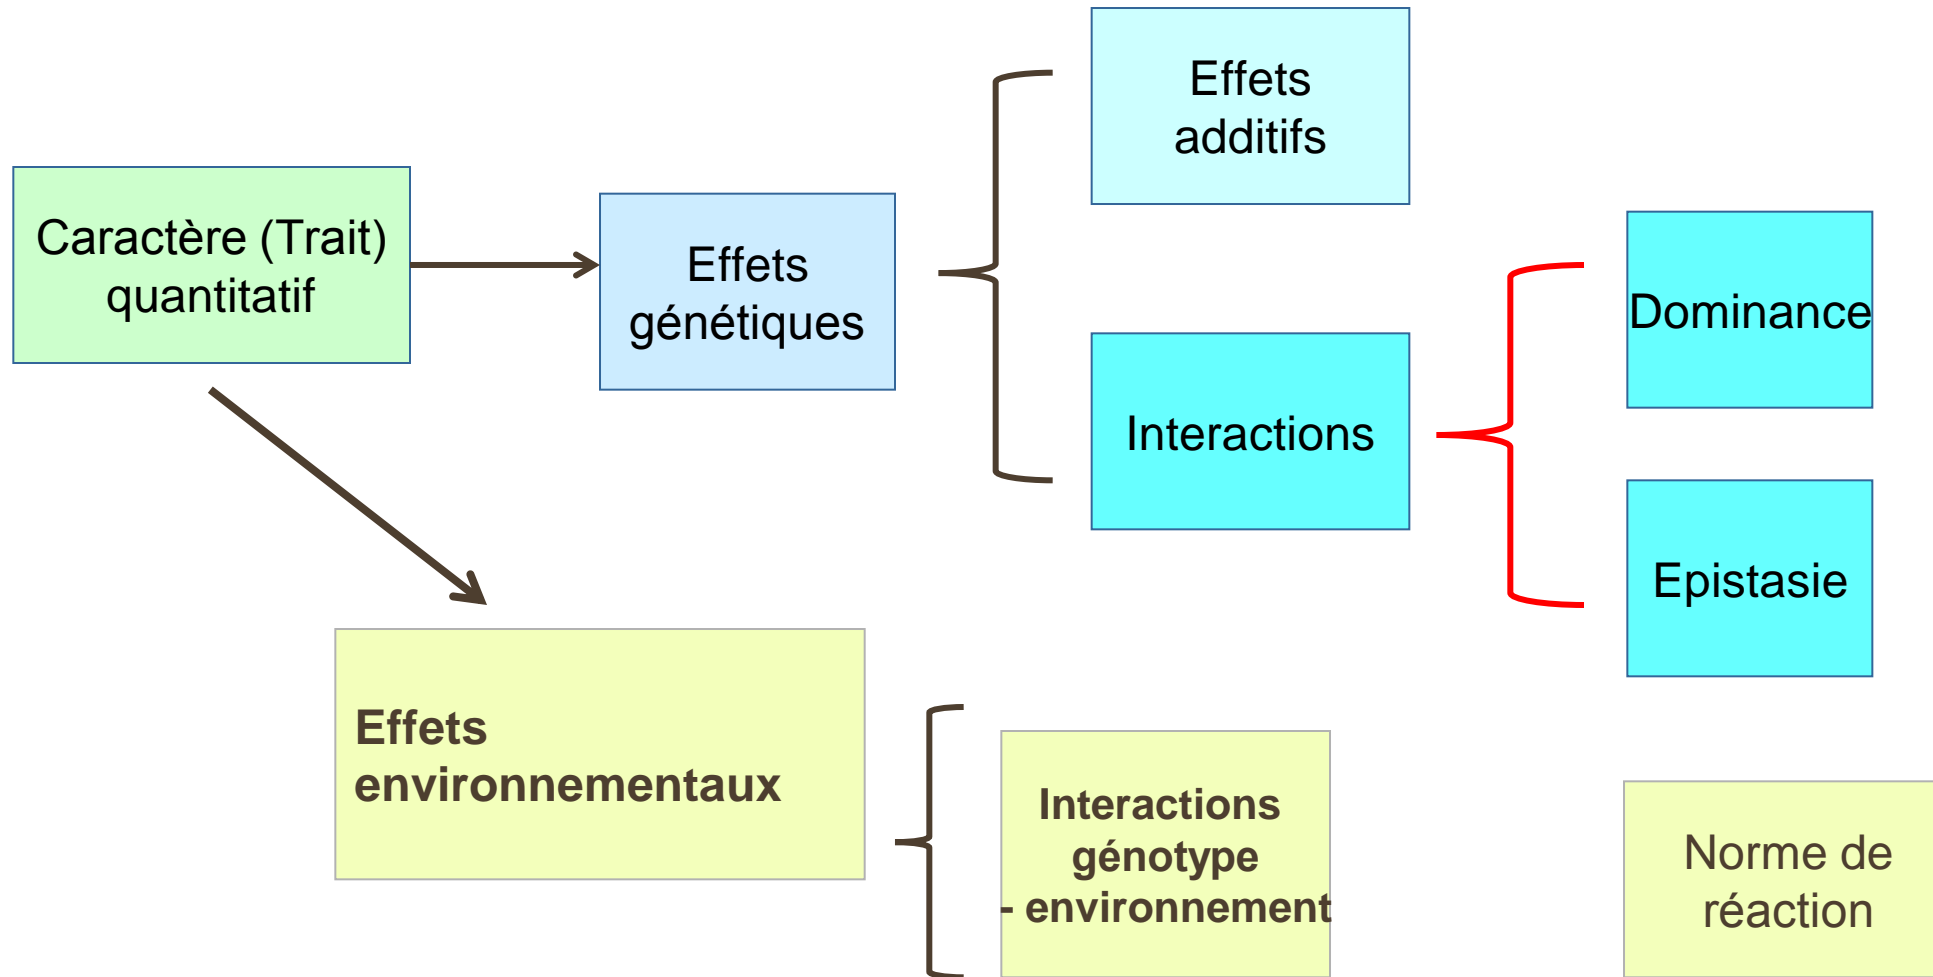 Caractère (Trait)
quantitatif
Effets
génétiques
Effets
additifs
Interactions
Dominance
Epistasie
Effets
environnementaux
Interactions
génotype
- environnement
Norme de
réaction